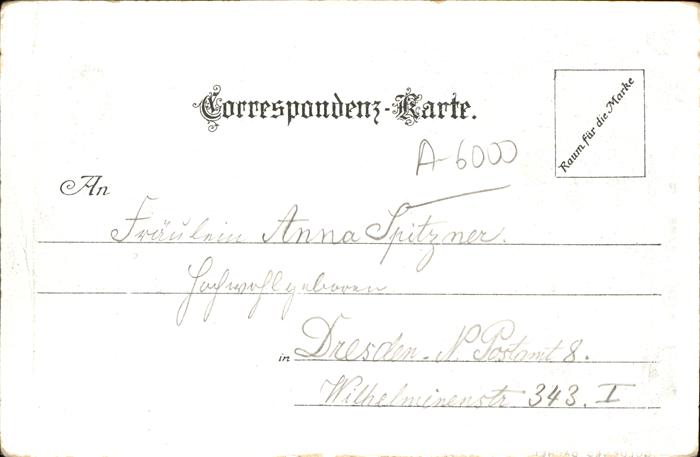 Correspondenz-Karte.
Raum für die Marke
A-6000
An
Fräulein Anna Spitzner.
Hochwohlgeboren
in Dresden-N. Postamt 8.
Wilhelminenstr 343. I